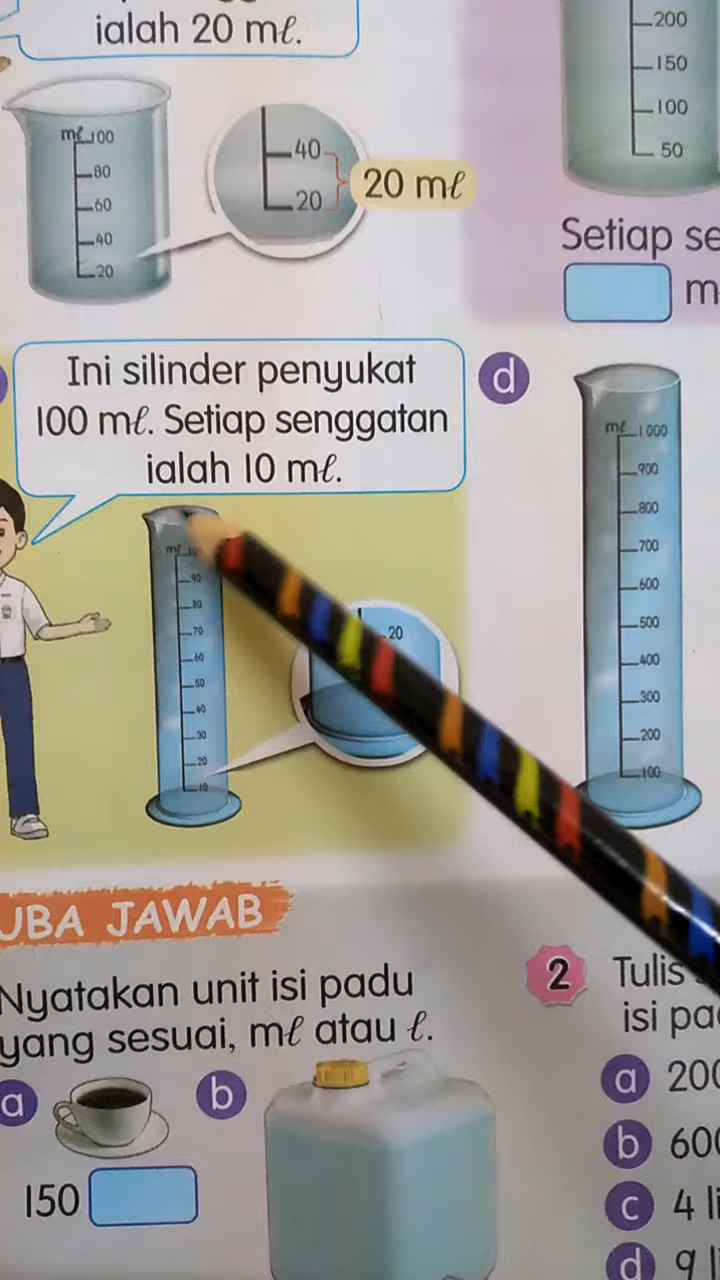 ialah 20 mℓ.
mℓ 100
80
60
40
20
40
20
20 mℓ
200
150
100
50
Setiap
m
Ini silinder penyukat
100 mℓ. Setiap senggatan
ialah 10 mℓ.
mℓ
90
80
70
60
50
40
30
20
10
20
d
mℓ 1 000
900
800
700
600
500
400
300
200
100
UBA JAWAB
Nyatakan unit isi padu
yang sesuai, mℓ atau ℓ.
a
b
150
2 Tulis
isi
a 200
b 600
c 4
d 9